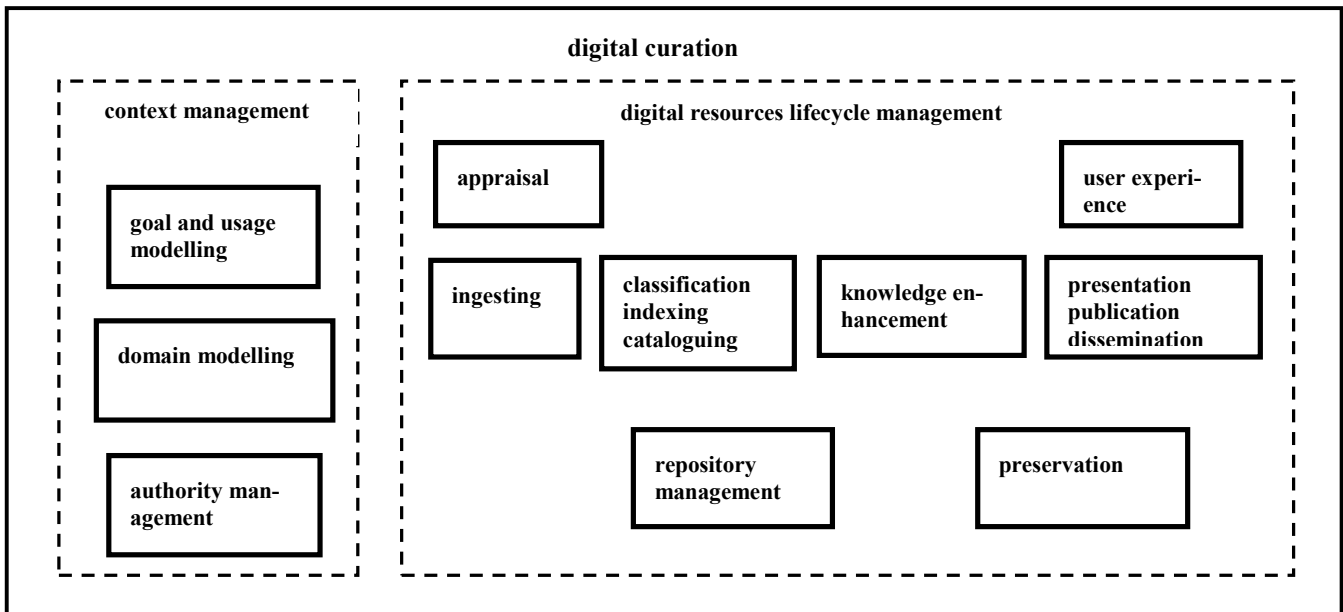 digital curation
context management
goal and usage
modelling
domain modelling
authority man-
agement
digital resources lifecycle management
appraisal
user experi-
ence
ingesting
classification
indexing
cataloguing
knowledge en-
hancement
presentation
publication
dissemination
repository
management
preservation